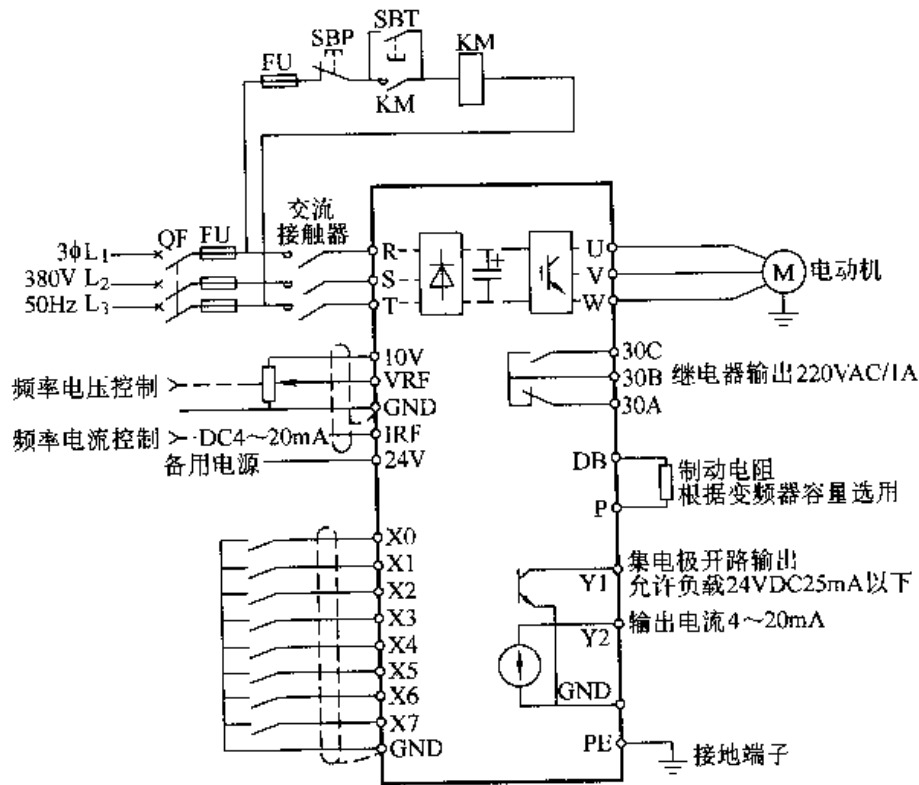 SBT
SBP
KM
FU
KM
交流
接触器
QF
FU
3ϕL₁
380V L₂
50Hz L₃
R
S
T
U
V
W
M
电动机
10V
VRF
GND
IRF
24V
频率电压控制
频率电流控制
DC4～20mA
备用电源
30C
30B
30A
继电器输出220VAC/1A
DB
P
制动电阻
根据变频器容量选用
X0
X1
X2
X3
X4
X5
X6
X7
GND
Y1
集电极开路输出
允许负载24VDC25mA以下
Y2
输出电流4～20mA
GND
PE
接地端子